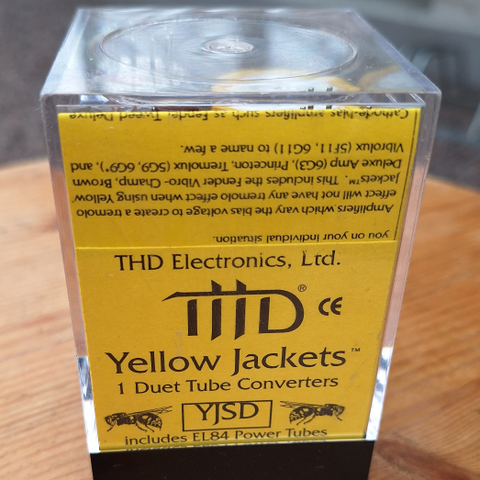 you on your individual situation.
Amplifiers which vary the bias voltage to create a tremolo
effect will not have any tremolo effect when using Yellow
Jackets.™ This includes the Fender Vibro-Champ, Brown
Deluxe Amp (6G3), Princeton, Tremolux (5G9, 6G9*), and
Vibrolux (5F11, 6G11) to name a few.
Cathode-bias amplifiers such as Fender Tweed Deluxe
THD Electronics, Ltd.
THD® CE
Yellow Jackets™
1 Duet Tube Converters
YJSD
includes EL84 Power Tubes